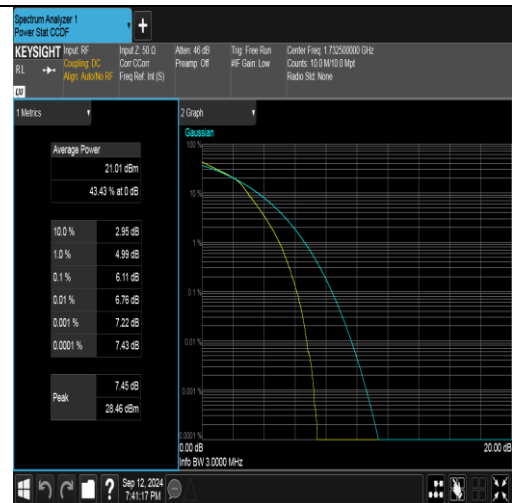 Spectrum Analyzer 1
Power Stat CCDF
+
KEYSIGHT
RL
Input: RF
Coupling: DC
Align: Auto/No RF
Input Z: 50 Ω
Corr CCorr
Freq Ref: Int (S)
Atten: 46 dB
Preamp: Off
Trig: Free Run
#IF Gain: Low
Center Freq: 1.732500000 GHz
Counts: 10.0 M/10.0 Mpt
Radio Std: None
1 Metrics
Average Power
21.01 dBm
43.43 % at 0 dB
10.0 % 2.95 dB
1.0 % 4.99 dB
0.1 % 6.11 dB
0.01 % 6.76 dB
0.001 % 7.22 dB
0.0001 % 7.43 dB
Peak
7.45 dB
28.46 dBm
2 Graph
Gaussian
100 %
10 %
1 %
0.1 %
0.01 %
0.001 %
0.0001 %
0.00 dB
20.00 dB
Info BW 3.0000 MHz
?
Sep 12, 2024
7:41:17 PM